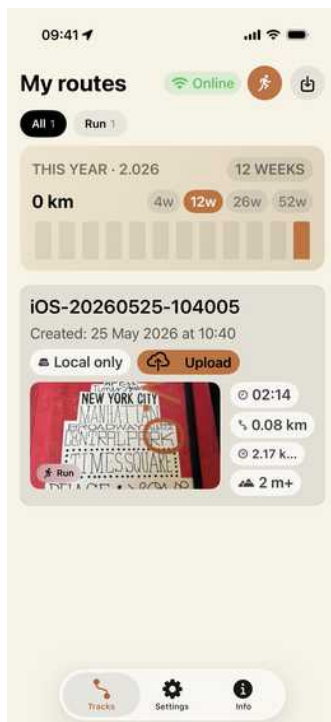 09:41
My routes
Online
All 1
Run 1
THIS YEAR · 2.026
12 WEEKS
0 km
4w
12w
26w
52w
iOS-20260525-104005
Created: 25 May 2026 at 10:40
Local only
Upload
02:14
0.08 km
2.17 k...
2 m+
NEW YORK CITY
MANHATTAN
BROADWAY
CENTRAL PARK
TIMES SQUARE
Run
Tracks
Settings
Info